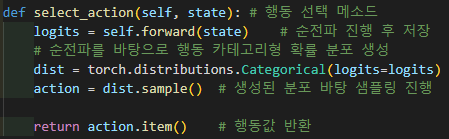 def select_action(self, state): # 행동 선택 메소드
logits = self.forward(state) # 순전파 진행 후 저장
# 순전파를 바탕으로 행동 카테고리형 확률 분포 생성
dist = torch.distributions.Categorical(logits=logits)
action = dist.sample() # 생성된 분포 바탕 샘플링 진행
return action.item() # 행동값 반환